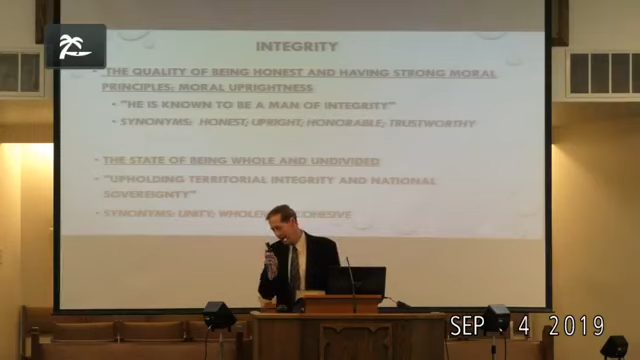 INTEGRITY
• THE QUALITY OF BEING HONEST AND HAVING STRONG MORAL
PRINCIPLES; MORAL UPRIGHTNESS
• "HE IS KNOWN TO BE A MAN OF INTEGRITY"
• SYNONYMS: HONEST, UPRIGHT, HONORABLE, TRUSTWORTHY
• THE STATE OF BEING WHOLE AND UNDIVIDED
• "UPHOLDING TERRITORIAL INTEGRITY AND NATIONAL
SOVEREIGNTY"
• SYNONYMS: UNITY, COHESIVE
SEP 4 2019